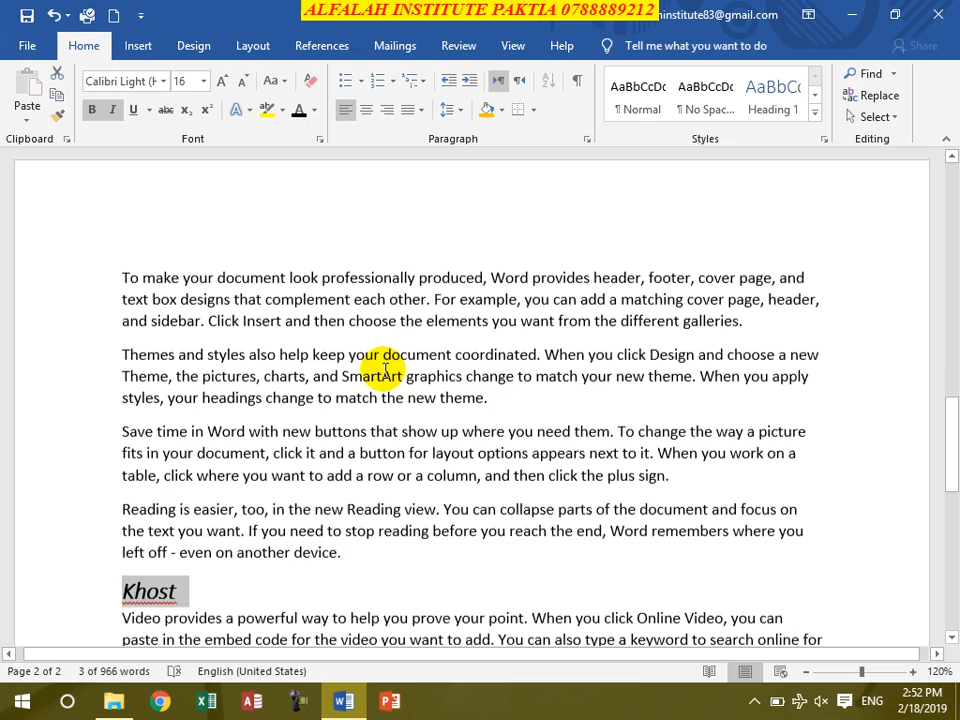 ALFALAH INSTITUTE PAKTIA 0788889212
hinstitute83@gmail.com
File Home Insert Design Layout References Mailings Review View Help Tell me what you want to do Share
Paste
Calibri Light (H 16
Aa
B I U abc x₂ x²
AaBbCcDc AaBbCcDc AaBbCc
¶ Normal ¶ No Spac... Heading 1
Find
Replace
Select
Clipboard Font Paragraph Styles Editing
To make your document look professionally produced, Word provides header, footer, cover page, and
text box designs that complement each other. For example, you can add a matching cover page, header,
and sidebar. Click Insert and then choose the elements you want from the different galleries.
Themes and styles also help keep your document coordinated. When you click Design and choose a new
Theme, the pictures, charts, and SmartArt graphics change to match your new theme. When you apply
styles, your headings change to match the new theme.
Save time in Word with new buttons that show up where you need them. To change the way a picture
fits in your document, click it and a button for layout options appears next to it. When you work on a
table, click where you want to add a row or a column, and then click the plus sign.
Reading is easier, too, in the new Reading view. You can collapse parts of the document and focus on
the text you want. If you need to stop reading before you reach the end, Word remembers where you
left off - even on another device.
Khost
Video provides a powerful way to help you prove your point. When you click Online Video, you can
paste in the embed code for the video you want to add. You can also type a keyword to search online for
Page 2 of 2 3 of 966 words English (United States) 120%
ENG
2:52 PM
2/18/2019